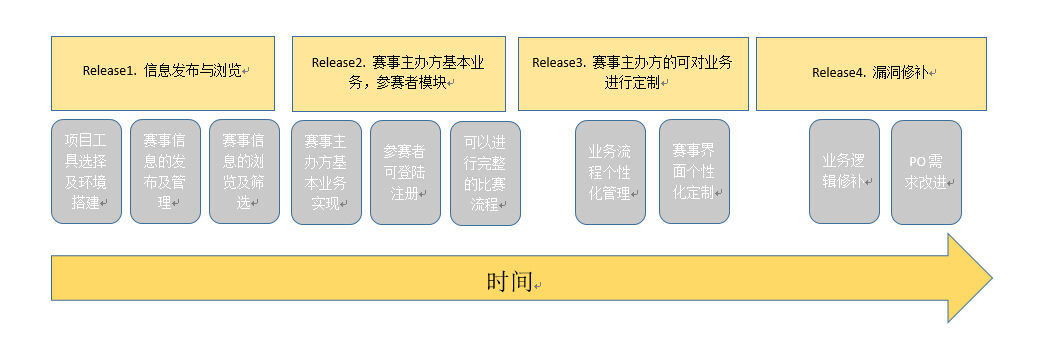 Release1. 信息发布与浏览
Release2. 赛事主办方基本业
务，参赛者模块
Release3. 赛事主办方的可对业务
进行定制
Release4. 漏洞修补
项目工
具选择
及环境
搭建
赛事信
息的发
布及管
理
赛事信
息的浏
览及筛
选
赛事主
办方基
本业务
实现
参赛者
可登陆
注册
可以进
行完整
的比赛
流程
业务流
程个性
化管理
赛事界
面个性
化定制
业务逻
辑修补
PO 需
求改进
时间